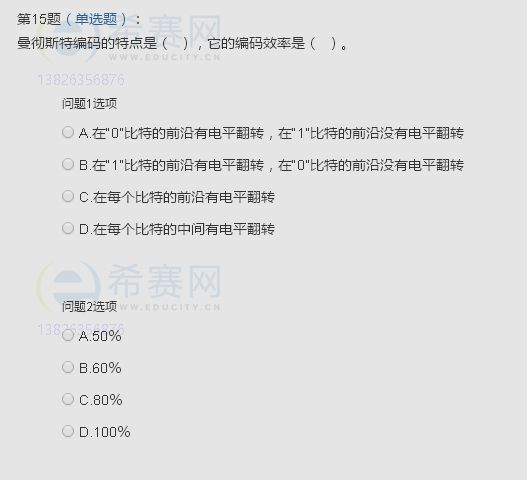 第15题（单选题）：
曼彻斯特编码的特点是（　），它的编码效率是（　）。
希赛网
WWW.EDUCITY.CN
13826356876
问题1选项
A.在"0"比特的前沿有电平翻转，在"1"比特的前沿没有电平翻转
B.在"1"比特的前沿有电平翻转，在"0"比特的前沿没有电平翻转
C.在每个比特的前沿有电平翻转
D.在每个比特的中间有电平翻转
希赛网
WWW.EDUCITY.CN
问题2选项
13826356876
A.50%
B.60%
C.80%
D.100%